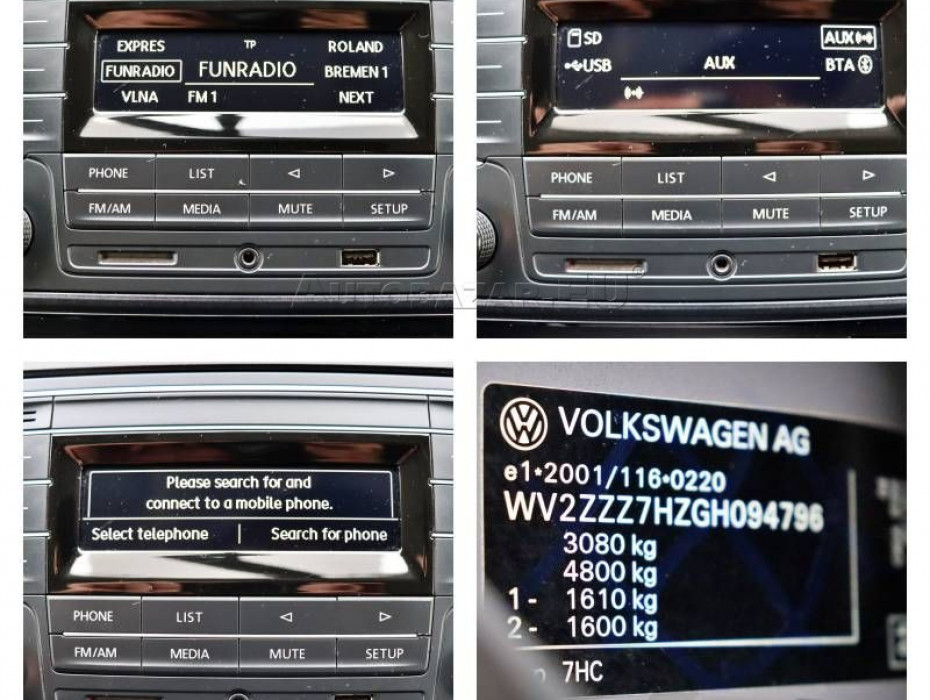 EXPRES TP ROLAND
FUNRADIO FUNRADIO BREMEN 1
VLNA FM 1 NEXT
PHONE LIST
FM/AM MEDIA MUTE SETUP
SD AUX
USB AUX BTA
PHONE LIST
FM/AM MEDIA MUTE SETUP
AUTOBAZAR.EU
Please search for and
connect to a mobile phone.
Select telephone | Search for phone
PHONE LIST
FM/AM MEDIA MUTE SETUP
VOLKSWAGEN AG
e1*2001/116*0220
WV2ZZZ7HZGH094796
3080 kg
4800 kg
1- 1610 kg
2- 1600 kg
7HC